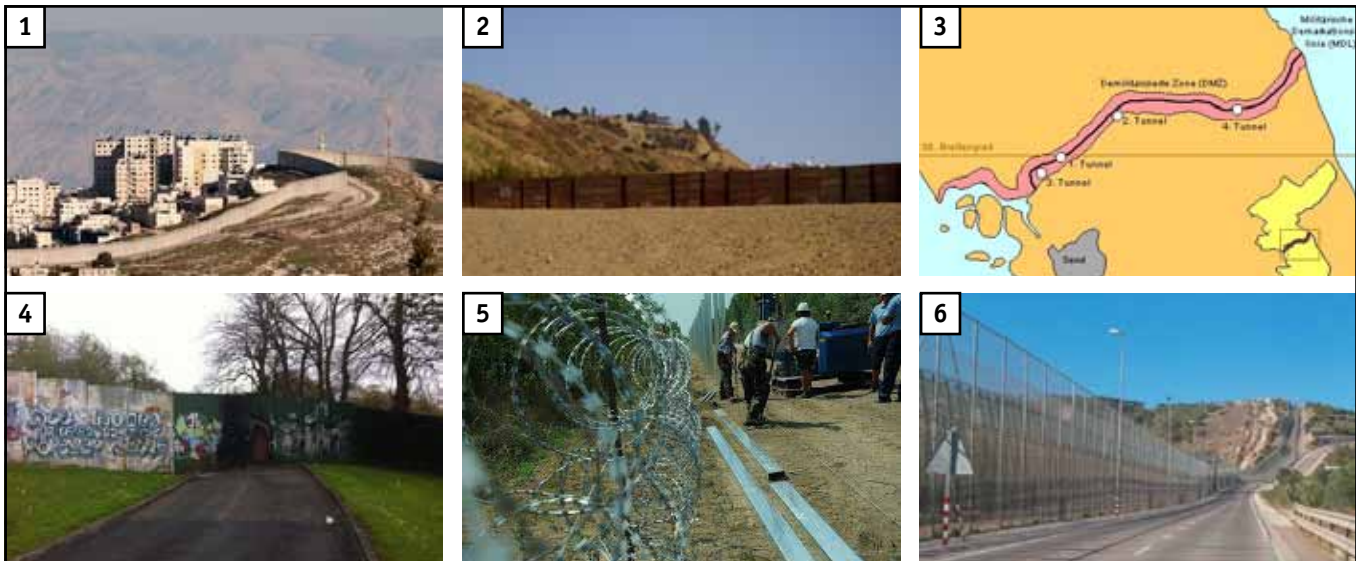 1
2
3
Militärische
Demarkations-
linie (MDL)
Demilitarisierte Zone (DMZ)
2. Tunnel
4. Tunnel
38. Breitengrad
1. Tunnel
3. Tunnel
Seoul
4
5
6